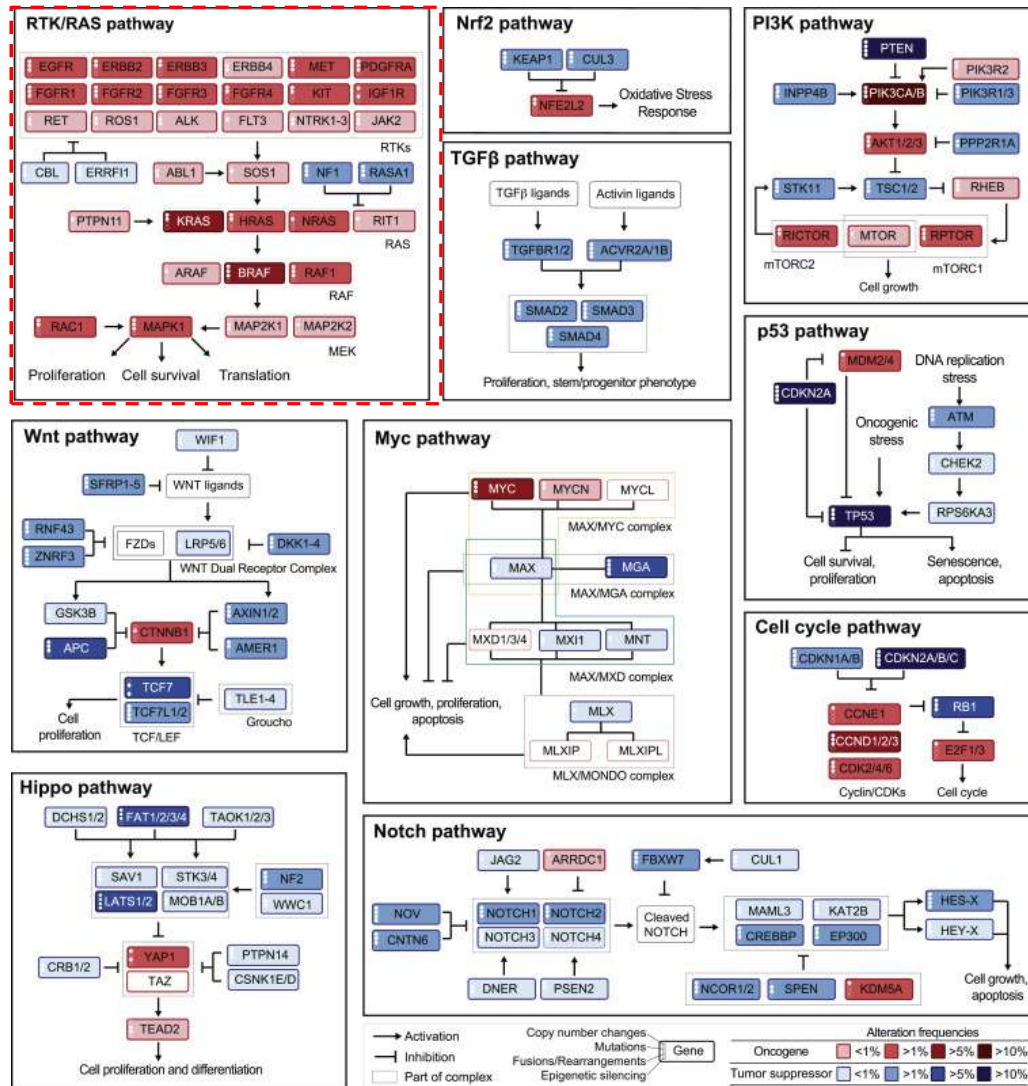 RTK/RAS pathway
EGFR ERBB2 ERBB3 ERBB4 MET PDGFRA
FGFR1 FGFR2 FGFR3 FGFR4 KIT IGF1R
RET ROS1 ALK FLT3 NTRK1-3 JAK2
RTKs
CBL ERRFI1 ABL1 SOS1 NF1 RASA1
PTPN11 KRAS HRAS NRAS RIT1
RAS
ARAF BRAF RAF1
RAF
RAC1 MAPK1 MAP2K1 MAP2K2
MEK
Proliferation Cell survival Translation
Nrf2 pathway
KEAP1 CUL3
NFE2L2 Oxidative Stress
Response
TGFβ pathway
TGFβ ligands Activin ligands
TGFBR1/2 ACVR2A/1B
SMAD2 SMAD3
SMAD4
Proliferation, stem/progenitor phenotype
PI3K pathway
PTEN
PIK3R2
INPP4B PIK3CA/B PIK3R1/3
AKT1/2/3 PPP2R1A
STK11 TSC1/2 RHEB
RICTOR MTOR RPTOR
mTORC2 mTORC1
Cell growth
p53 pathway
MDM2/4 DNA replication
stress
CDKN2A
ATM
Oncogenic
stress
CHEK2
TP53 RPS6KA3
Cell survival,
proliferation
Senescence,
apoptosis
Wnt pathway
WIF1
SFRP1-5 WNT ligands
RNF43
ZNRF3
FZDs LRP5/6 DKK1-4
WNT Dual Receptor Complex
GSK3B AXIN1/2
CTNNB1
APC AMER1
TCF7
TCF7L1/2
TLE1-4
Groucho
Cell
proliferation
TCF/LEF
Myc pathway
MYC MYCN MYCL
MAX/MYC complex
MAX MGA
MAX/MGA complex
MXD1/3/4 MXI1 MNT
MAX/MXD complex
Cell growth, proliferation,
apoptosis
MLX
MLXIP MLXIPL
MLX/MONDO complex
Cell cycle pathway
CDKN1A/B CDKN2A/B/C
CCNE1 RB1
CCND1/2/3
CDK2/4/6 E2F1/3
Cyclin/CDKs Cell cycle
Hippo pathway
DCHS1/2 FAT1/2/3/4 TAOK1/2/3
SAV1 STK3/4 NF2
LATS1/2 MOB1A/B WWC1
YAP1 PTPN14
CRB1/2
TAZ CSNK1E/D
TEAD2
Cell proliferation and differentiation
Notch pathway
JAG2 ARRDC1 FBXW7 CUL1
NOV NOTCH1 NOTCH2
CNTN6 NOTCH3 NOTCH4
Cleaved
NOTCH
MAML3 KAT2B
CREBBP EP300
HES-X
HEY-X
DNER PSEN2
NCOR1/2 SPEN KDM5A
Cell growth,
apoptosis
Activation
Inhibition
Part of complex
Copy number changes
Mutations
Fusions/Rearrangements
Epigenetic silencing
Gene
Alteration frequencies
Oncogene <1% >1% >5% >10%
Tumor suppressor <1% >1% >5% >10%